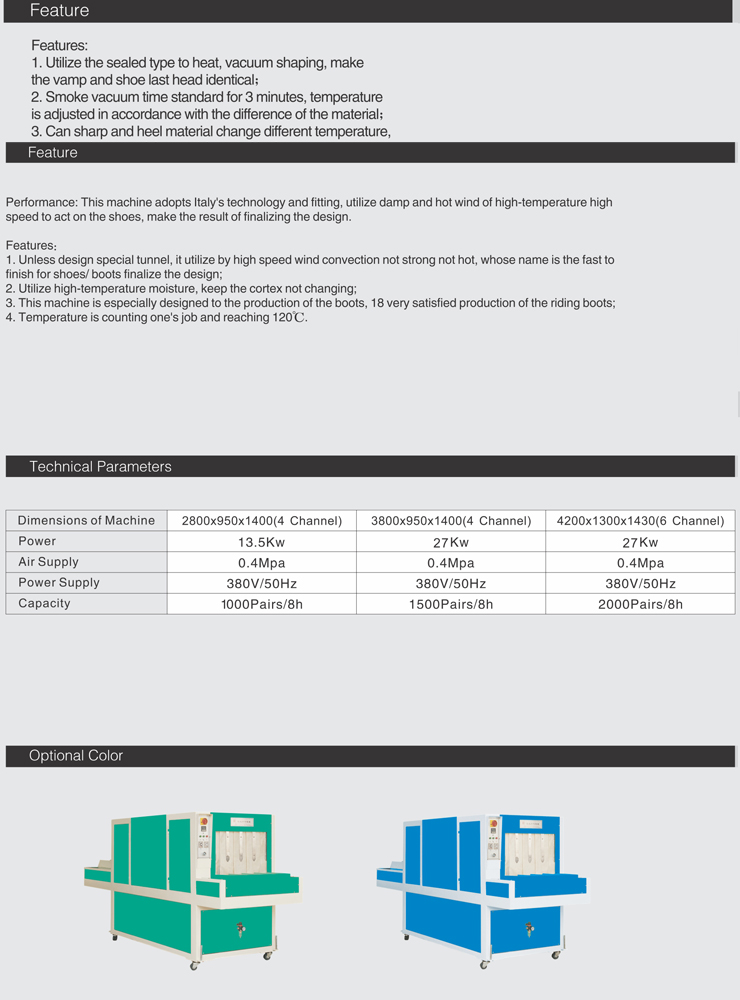 Feature
Features:
1. Utilize the sealed type to heat, vacuum shaping, make
the vamp and shoe last head identical;
2. Smoke vacuum time standard for 3 minutes, temperature
is adjusted in accordance with the difference of the material;
3. Can sharp and heel material change different temperature,
Feature
Performance: This machine adopts Italy's technology and fitting, utilize damp and hot wind of high-temperature high
speed to act on the shoes, make the result of finalizing the design.
Features:
1. Unless design special tunnel, it utilize by high speed wind convection not strong not hot, whose name is the fast to
finish for shoes/ boots finalize the design;
2. Utilize high-temperature moisture, keep the cortex not changing;
3. This machine is especially designed to the production of the boots, 18 very satisfied production of the riding boots;
4. Temperature is counting one's job and reaching 120℃.
Technical Parameters
Dimensions of Machine 2800x950x1400(4 Channel) 3800x950x1400(4 Channel) 4200x1300x1430(6 Channel)
Power 13.5Kw 27Kw 27Kw
Air Supply 0.4Mpa 0.4Mpa 0.4Mpa
Power Supply 380V/50Hz 380V/50Hz 380V/50Hz
Capacity 1000Pairs/8h 1500Pairs/8h 2000Pairs/8h
Optional Color